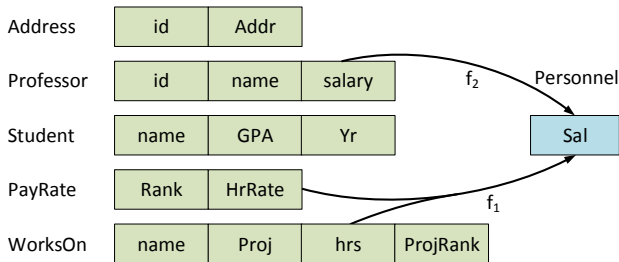 Address id Addr
Professor id name salary f2 Personnel
Student name GPA Yr Sal
PayRate Rank HrRate f1
WorksOn name Proj hrs ProjRank